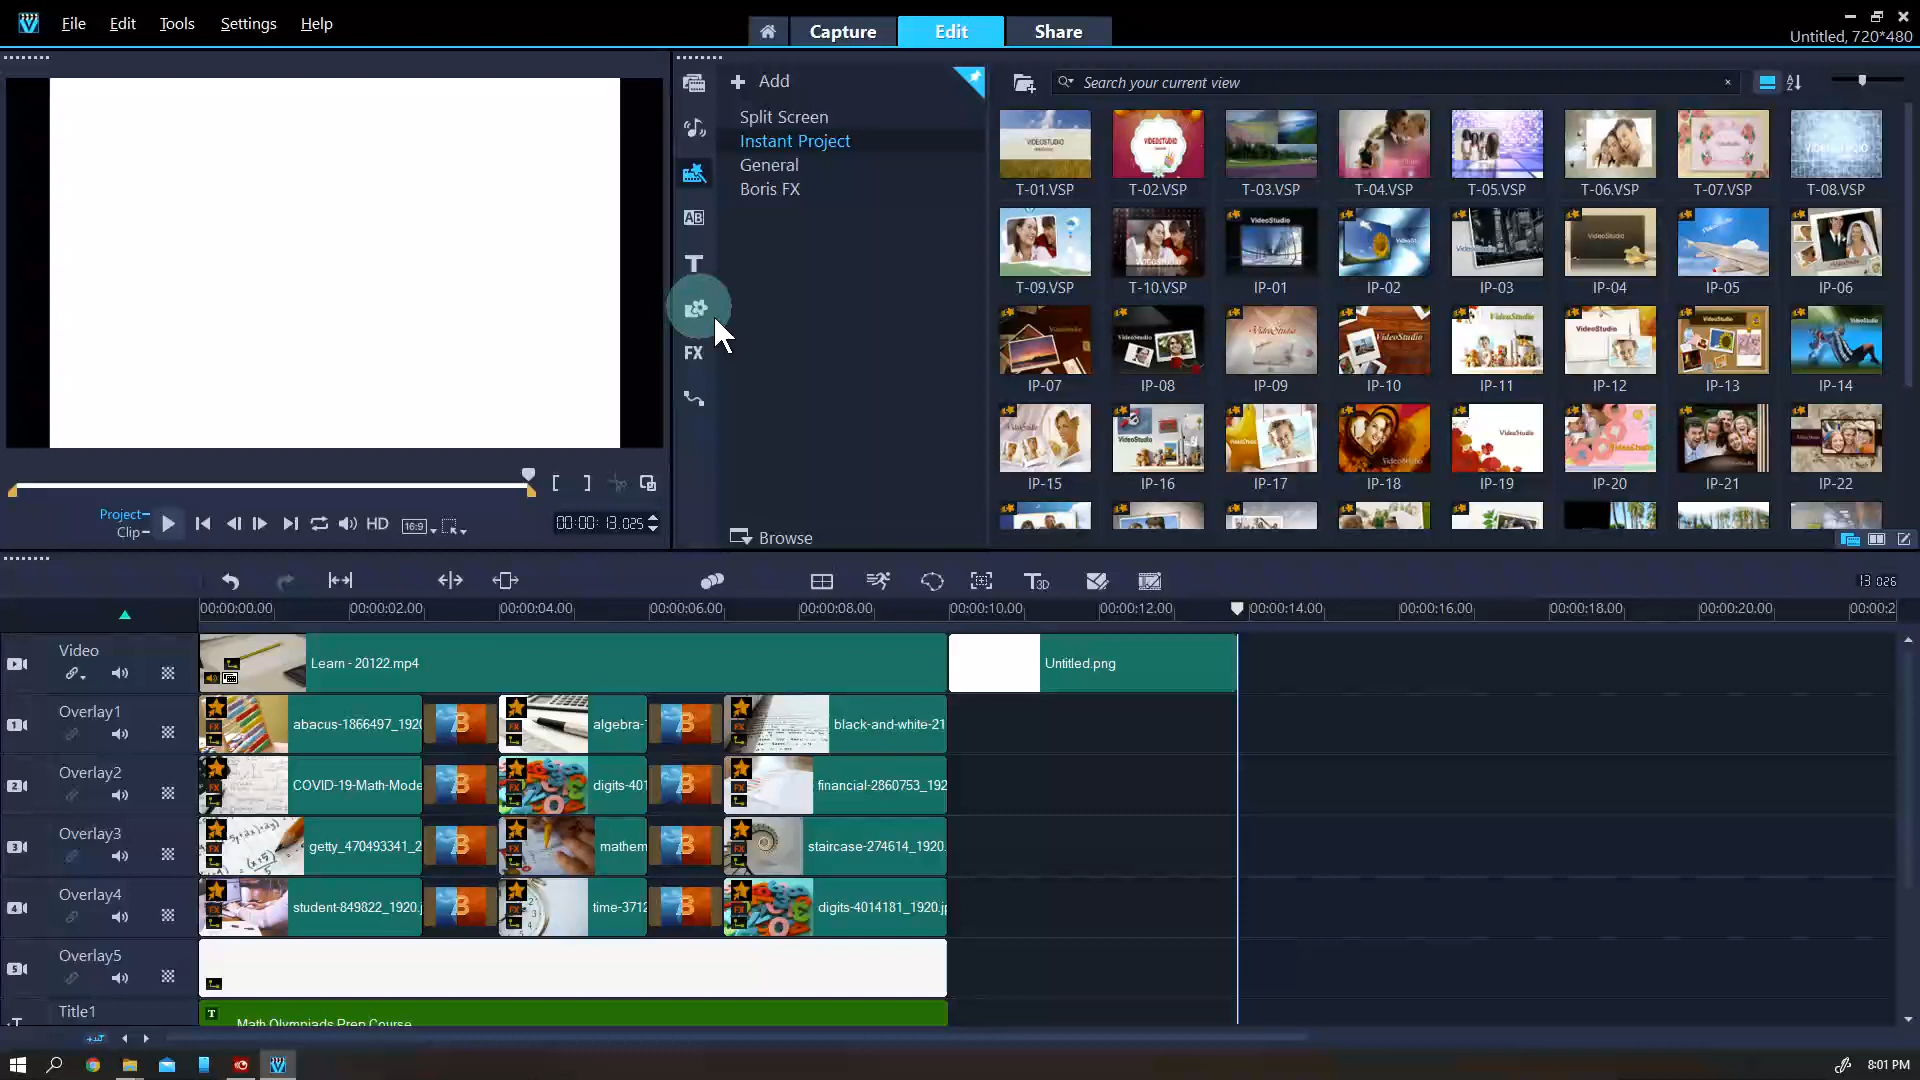 File Edit Tools Settings Help
Capture Edit Share
Untitled, 720*480
Add
Split Screen
Instant Project
General
Boris FX
Browse
Search your current view
T-01.VSP T-02.VSP T-03.VSP T-04.VSP T-05.VSP T-06.VSP T-07.VSP T-08.VSP
T-09.VSP T-10.VSP IP-01 IP-02 IP-03 IP-04 IP-05 IP-06
IP-07 IP-08 IP-09 IP-10 IP-11 IP-12 IP-13 IP-14
IP-15 IP-16 IP-17 IP-18 IP-19 IP-20 IP-21 IP-22
AB
T
FX
Project
Clip
HD
16:9
00:00:13.025
T3D
13 026
00:00:00.00 00:00:02.00 00:00:04.00 00:00:06.00 00:00:08.00 00:00:10.00 00:00:12.00 00:00:14.00 00:00:16.00 00:00:18.00 00:00:20.00 00:00:2
Video
Learn - 20122.mp4
Untitled.png
Overlay1
abacus-1866497_192(
algebra-
black-and-white-21
Overlay2
COVID-19-Math-Mode
digits-401
financial-2860753_192
Overlay3
getty_470493341_2
mathem
staircase-274614_1920.
Overlay4
student-849822_1920.j
time-3712
digits-4014181_1920.j
Overlay5
Title1
Math Olympiads Prep Course
8:01 PM